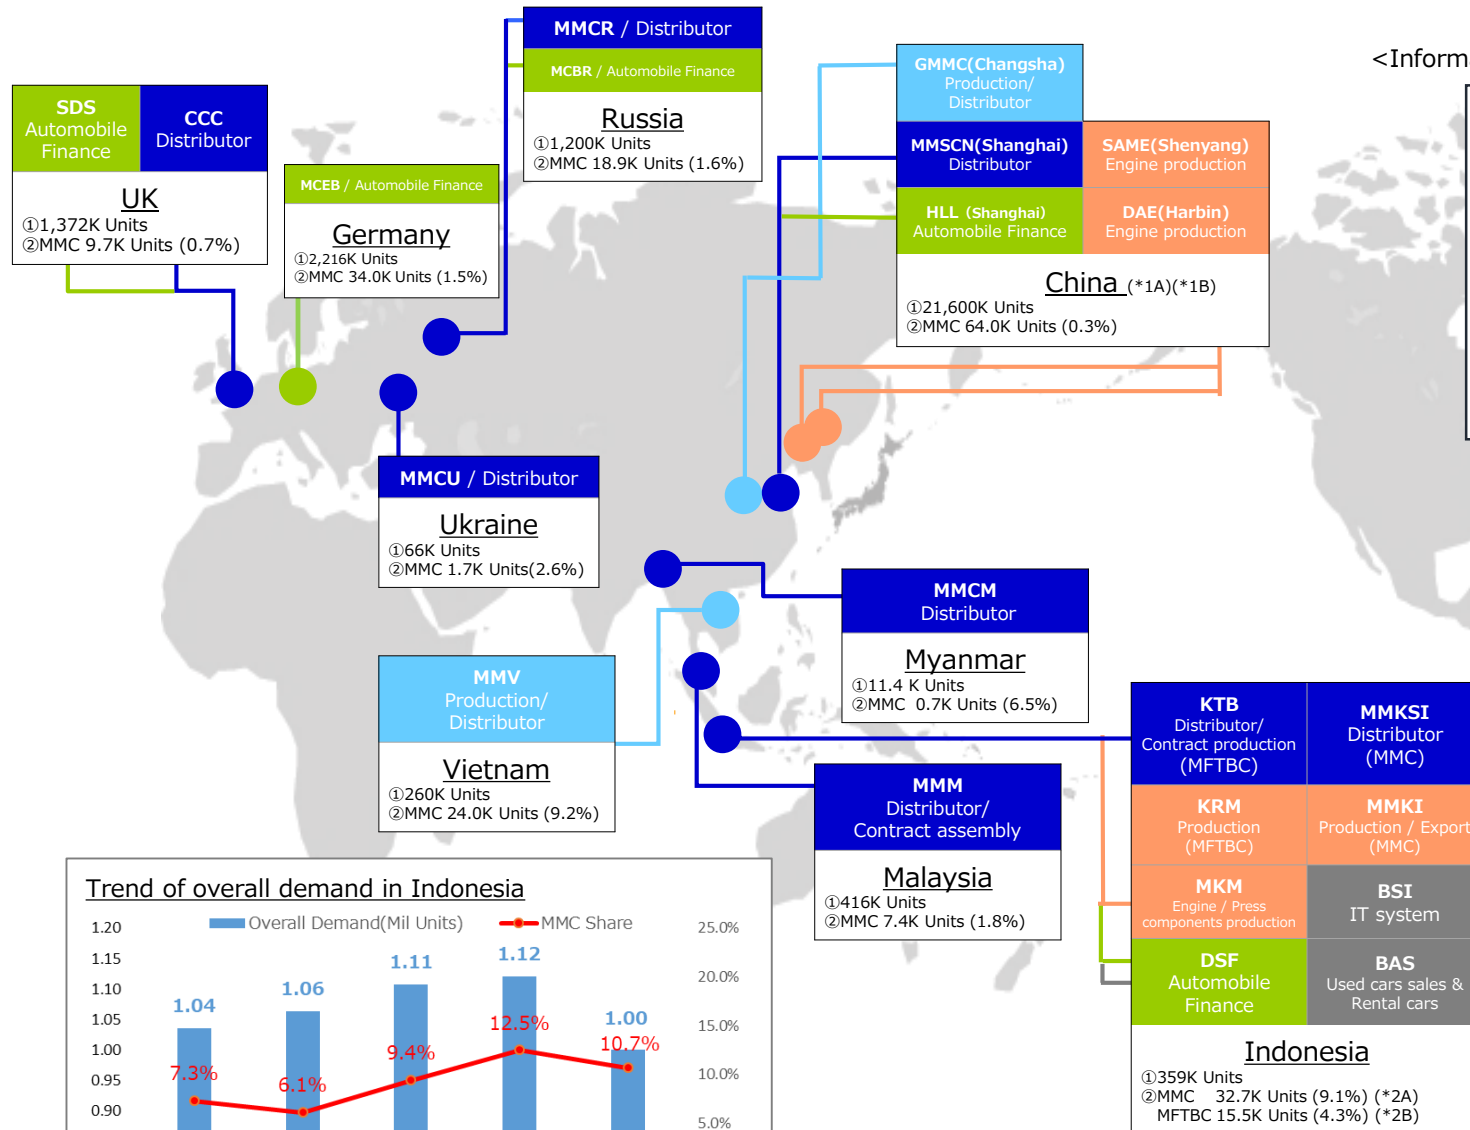 MMCR / Distributor
MCBR / Automobile Finance
Russia
①1,200K Units
②MMC 18.9K Units (1.6%)
<Informa
SDS
Automobile
Finance
CCC
Distributor
UK
①1,372K Units
②MMC 9.7K Units (0.7%)
MCEB / Automobile Finance
Germany
①2,216K Units
②MMC 34.0K Units (1.5%)
GMMC(Changsha)
Production/
Distributor
MMSCN(Shanghai)
Distributor
SAME(Shenyang)
Engine production
HLL (Shanghai)
Automobile Finance
DAE(Harbin)
Engine production
China (*1A)(*1B)
①21,600K Units
②MMC 64.0K Units (0.3%)
MMCU / Distributor
Ukraine
①66K Units
②MMC 1.7K Units(2.6%)
MMCM
Distributor
Myanmar
①11.4 K Units
②MMC 0.7K Units (6.5%)
MMV
Production/
Distributor
Vietnam
①260K Units
②MMC 24.0K Units (9.2%)
MMM
Distributor/
Contract assembly
Malaysia
①416K Units
②MMC 7.4K Units (1.8%)
KTB
Distributor/
Contract production
(MFTBC)
MMKSI
Distributor
(MMC)
KRM
Production
(MFTBC)
MMKI
Production / Export
(MMC)
MKM
Engine / Press
components production
BSI
IT system
DSF
Automobile
Finance
BAS
Used cars sales &
Rental cars
Indonesia
①359K Units
②MMC 32.7K Units (9.1%) (*2A)
MFTBC 15.5K Units (4.3%) (*2B)
Trend of overall demand in Indonesia
Overall Demand(Mil Units) MMC Share
1.20
1.15
1.10
1.05
1.00
0.95
0.90
1.04
1.06
1.11
1.12
1.00
7.3%
6.1%
9.4%
12.5%
10.7%
25.0%
20.0%
15.0%
10.0%
5.0%